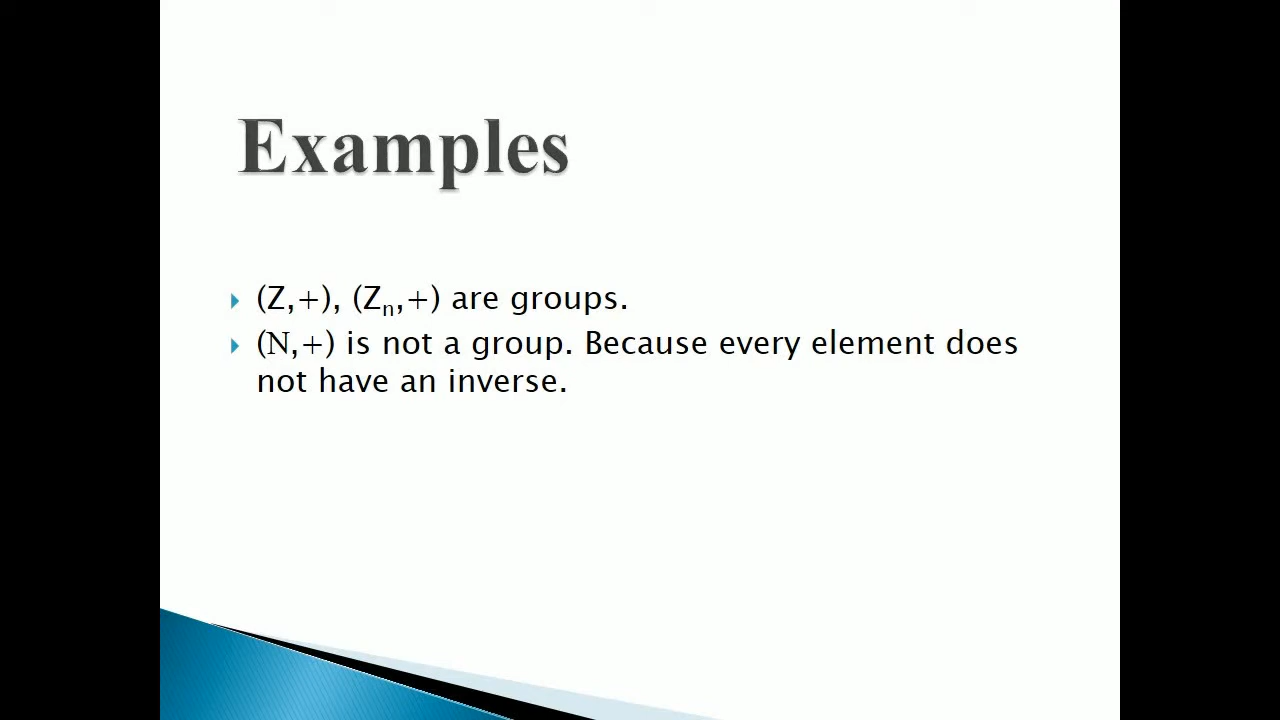 Examples
(Z,+), (Zn,+) are groups.
(N,+) is not a group. Because every element does
not have an inverse.